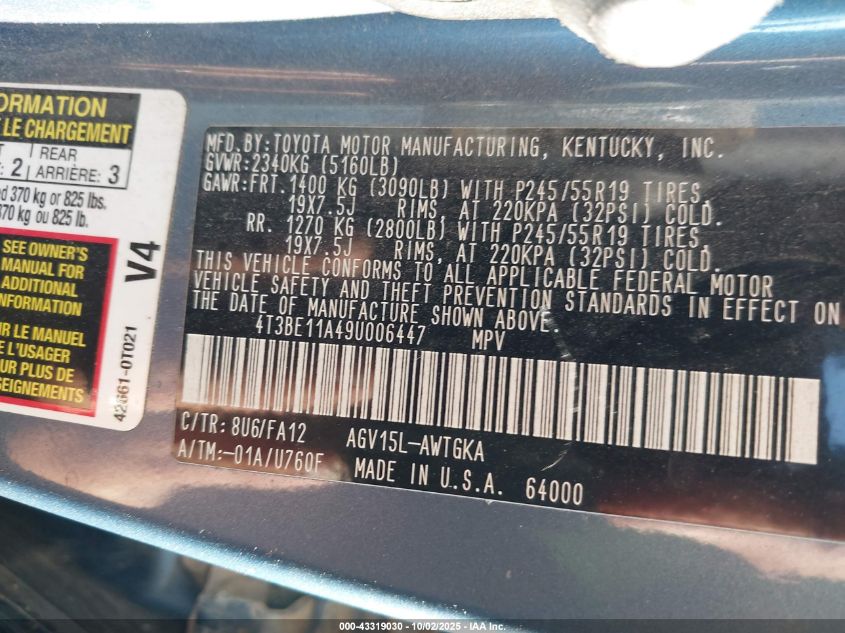 ORMATION
E LE CHARGEMENT
: 2 REAR
ARRIÈRE: 3
d 370 kg or 825 lbs.
370 kg ou 825 lb.
SEE OWNER'S
MANUAL FOR
ADDITIONAL
INFORMATION
R LE MANUEL
E L'USAGER
UR PLUS DE
SEIGNEMENTS
V4
42661-0T021
MFD. BY: TOYOTA MOTOR MANUFACTURING, KENTUCKY, INC.
GVWR: 2340KG (5160LB)
GAWR: FRT. 1400 KG (3090LB) WITH P245/55R19 TIRES,
19X7.5J RIMS, AT 220KPA (32PSI) COLD.
RR. 1270 KG (2800LB) WITH P245/55R19 TIRES,
19X7.5J RIMS, AT 220KPA (32PSI) COLD.
THIS VEHICLE CONFORMS TO ALL APPLICABLE FEDERAL MOTOR
VEHICLE SAFETY AND THEFT PREVENTION STANDARDS IN EFFECT ON
THE DATE OF MANUFACTURE SHOWN ABOVE.
4T3BE11A49U006447 MPV
C/TR: 8U6/FA12 AGV15L-AWTGKA
A/TM: -01A/U760F MADE IN U.S.A. 64000
000-43319030 - 10/02/2025 - IAA Inc.